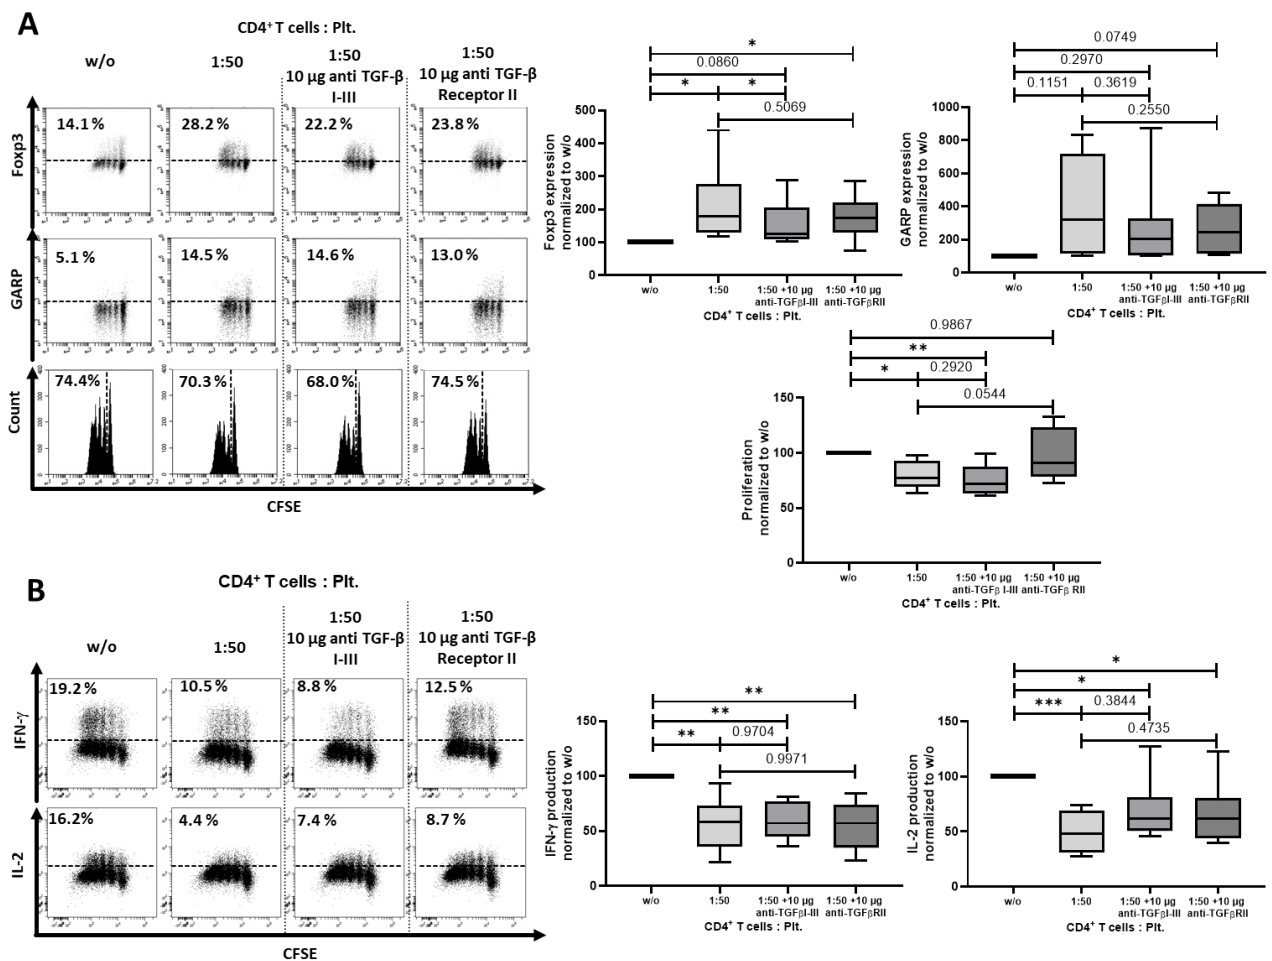 A
CD4⁺ T cells : Plt.
w/o
1:50
1:50
10 µg anti TGF-β
I-III
1:50
10 µg anti TGF-β
Receptor II
Foxp3
14.1 %
28.2 %
22.2 %
23.8 %
GARP
5.1 %
14.5 %
14.6 %
13.0 %
Count
74.4%
70.3 %
68.0 %
74.5 %
CFSE
Foxp3 expression
normalized to w/o
500
400
300
200
100
0
*
0.0860
*
*
0.5069
w/o
1:50
1:50 +10 µg
anti-TGFβI-III
1:50 +10 µg
anti-TGFβRII
CD4⁺ T cells : Plt.
GARP expression
normalized to w/o
1000
800
600
400
200
0
0.0749
0.2970
0.1151
0.3619
0.2550
w/o
1:50
1:50 +10 µg
anti-TGFβI-III
1:50 +10 µg
anti-TGFβRII
CD4⁺ T cells : Plt.
Proliferation
normalized to w/o
150
100
50
0
0.9867
**
*
0.2920
0.0544
w/o
1:50
1:50 +10 µg
anti-TGFβ I-III
1:50 +10 µg
anti-TGFβ RII
CD4⁺ T cells : Plt.
B
CD4⁺ T cells : Plt.
w/o
1:50
1:50
10 µg anti TGF-β
I-III
1:50
10 µg anti TGF-β
Receptor II
IFN-γ
19.2 %
10.5 %
8.8 %
12.5 %
IL-2
16.2%
4.4 %
7.4 %
8.7 %
CFSE
IFN-γ production
normalized to w/o
150
100
50
0
**
**
**
0.9704
0.9971
w/o
1:50
1:50 +10 µg
anti-TGFβI-III
1:50 +10 µg
anti-TGFβRII
CD4⁺ T cells : Plt.
IL-2 production
normalized to w/o
150
100
50
0
*
*
***
0.3844
0.4735
w/o
1:50
1:50 +10 µg
anti-TGFβI-III
1:50 +10 µg
anti-TGFβRII
CD4⁺ T cells : Plt.